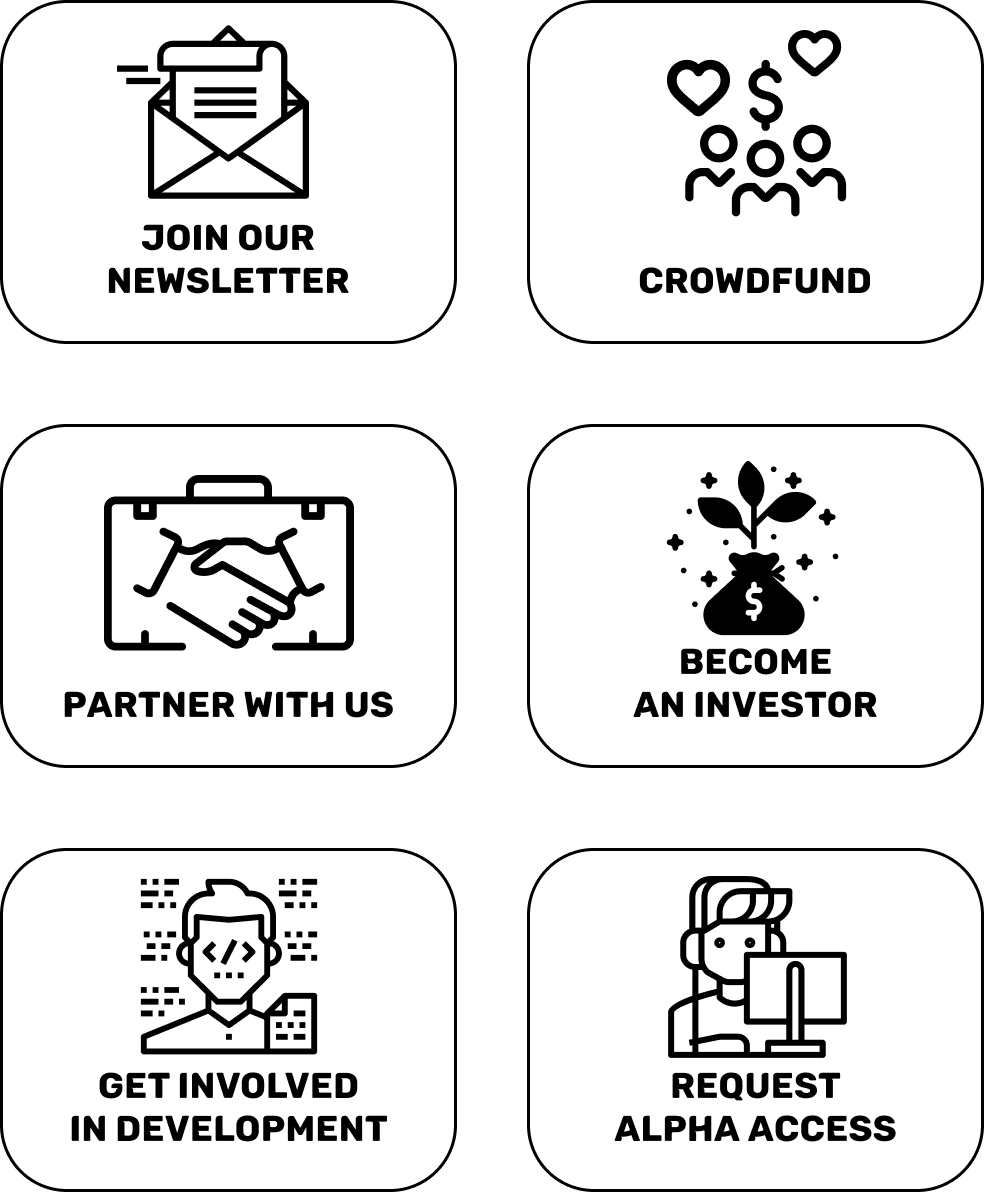 JOIN OUR
NEWSLETTER
$
CROWDFUND
PARTNER WITH US
$
BECOME
AN INVESTOR
</>
GET INVOLVED
IN DEVELOPMENT
REQUEST
ALPHA ACCESS